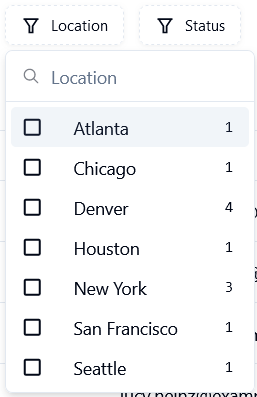 Location Status
Location
Atlanta 1
Chicago 1
Denver 4
Houston 1
New York 3
San Francisco 1
Seattle 1